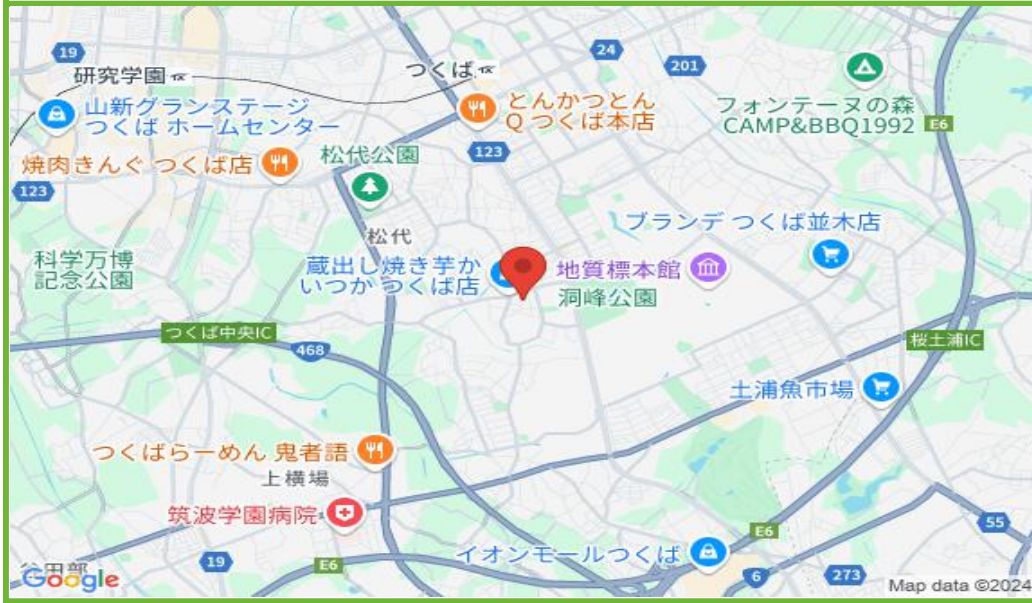 19
24
201
研究学園
つくば
山新グランステージ
つくば ホームセンター
とんかつとん
Q つくば本店
フォンテーヌの森
CAMP&BBQ1992
E6
焼肉きんぐ つくば店
松代公園
123
123
松代
ブランデ つくば並木店
科学万博
記念公園
蔵出し焼き芋か
いつか つくば店
地質標本館
洞峰公園
つくば中央IC
468
桜土浦IC
土浦魚市場
つくばらーめん 鬼者語
上横場
筑波学園病院
55
E6
イオンモールつくば
19
E6
6
273
Google
Map data ©2024